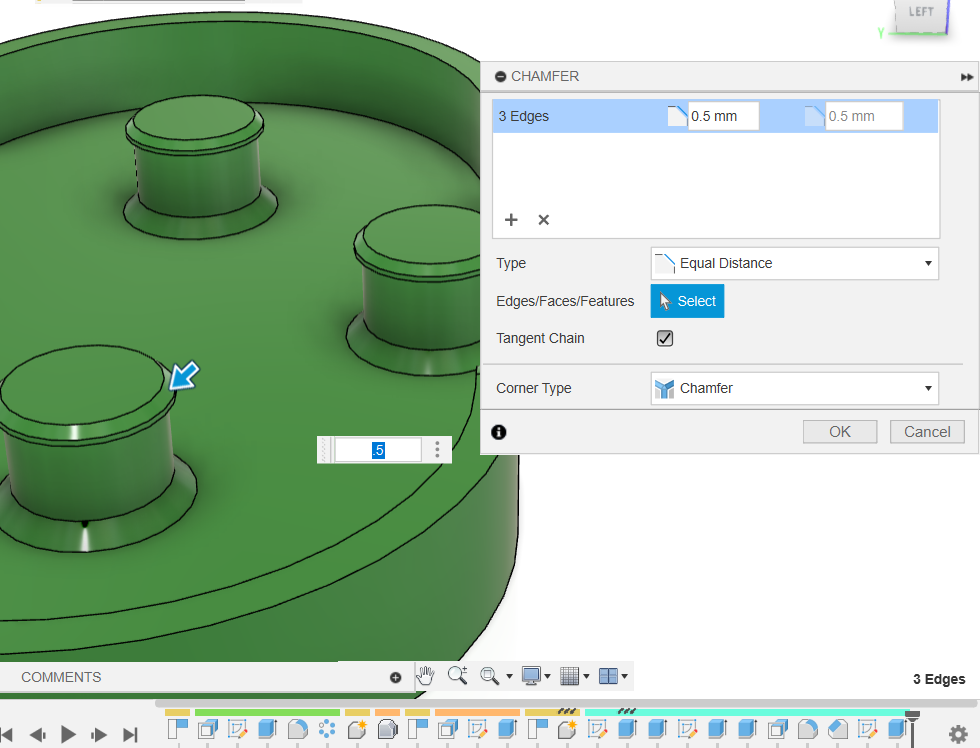 LEFT
Y
CHAMFER
3 Edges 0.5 mm 0.5 mm
Type Equal Distance
Edges/Faces/Features Select
Tangent Chain
Corner Type Chamfer
OK Cancel
.5
COMMENTS
3 Edges